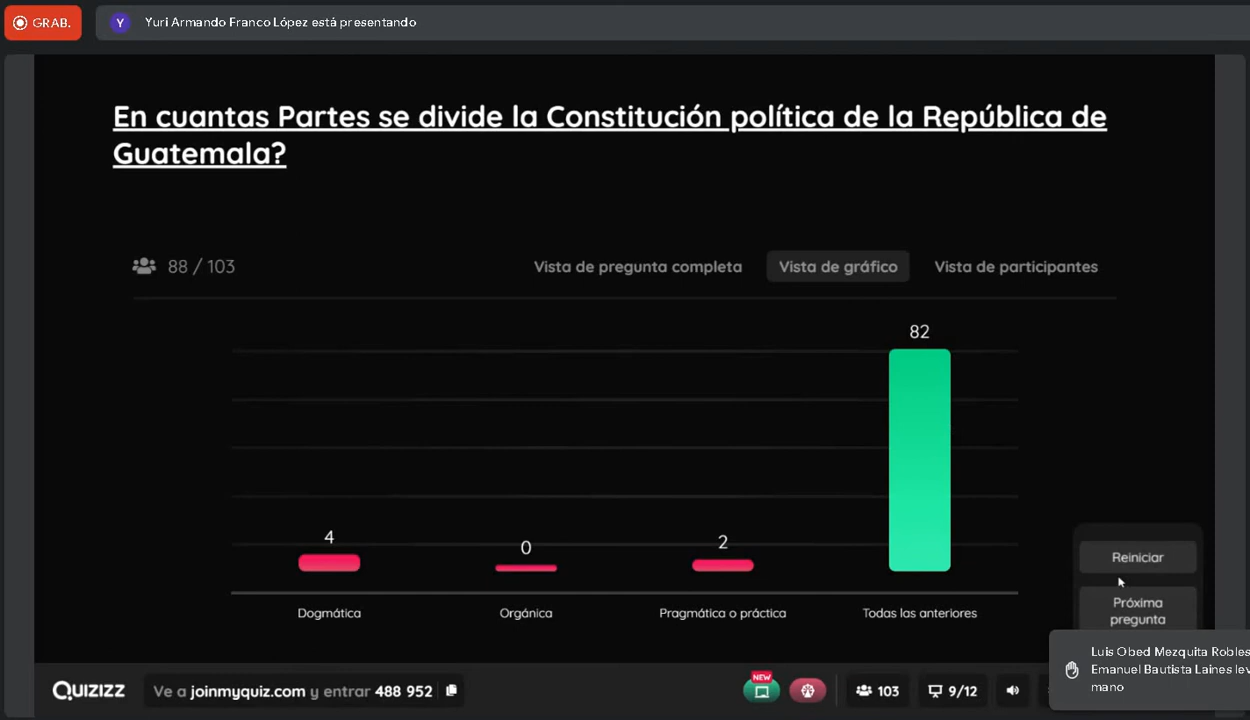 GRAB.
Y
Yuri Armando Franco López está presentando
En cuantas Partes se divide la Constitución política de la República de
Guatemala?
88 / 103
Vista de pregunta completa
Vista de gráfico
Vista de participantes
82
4
0
2
Dogmática
Orgánica
Pragmática o práctica
Todas las anteriores
Reiniciar
Próxima
pregunta
Luis Obed Mezquita Robles
Emanuel Bautista Laines lev
mano
QUIZIZZ
Ve a joinmyquiz.com y entrar 488 952
NEW
103
9/12